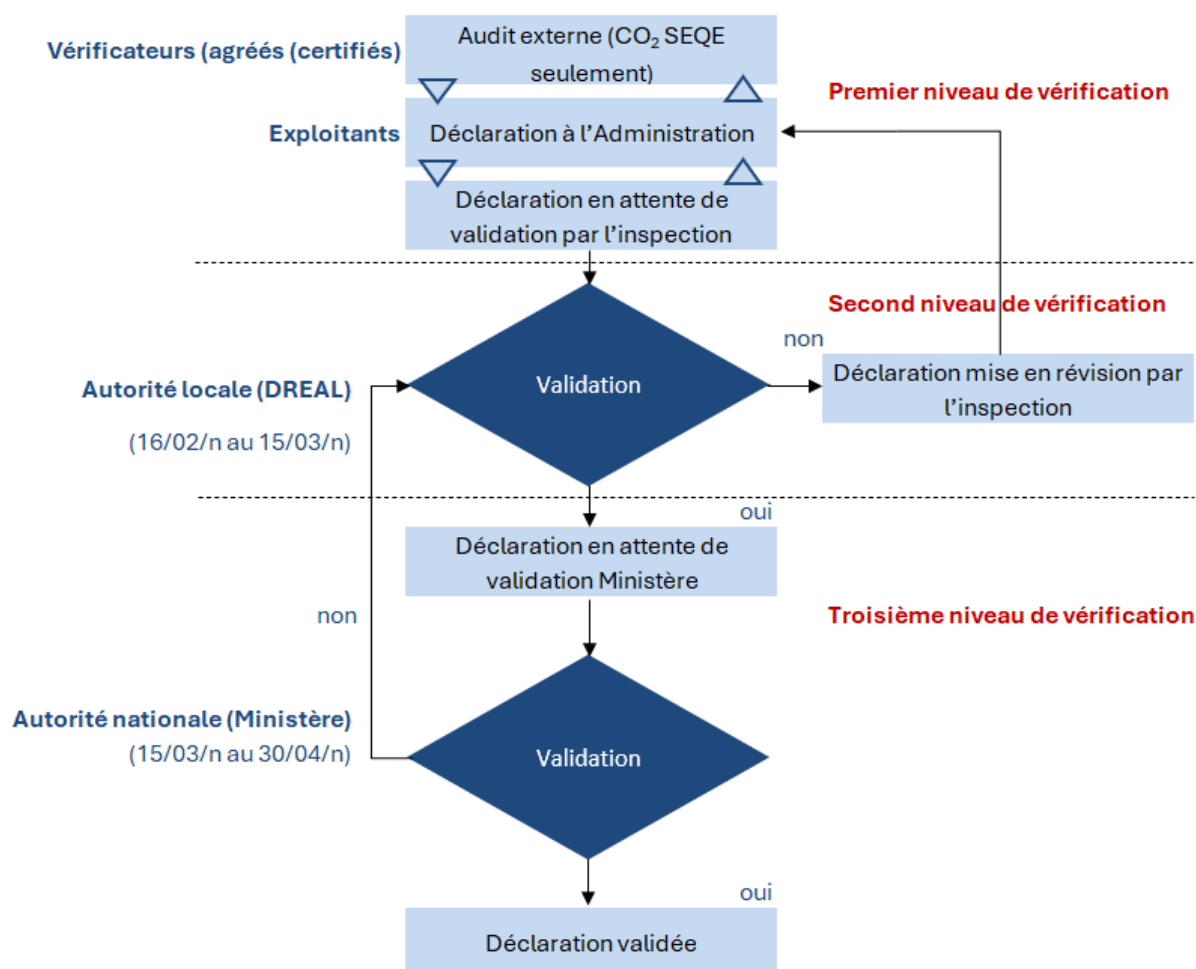 Vérificateurs (agréés (certifiés)
Audit externe (CO₂ SEQE
seulement)
Premier niveau de vérification
Exploitants
Déclaration à l’Administration
Déclaration en attente de
validation par l’inspection
Second niveau de vérification
non
Autorité locale (DREAL)
(16/02/n au 15/03/n)
Validation
Déclaration mise en révision par
l’inspection
oui
Déclaration en attente de
validation Ministère
non
Troisième niveau de vérification
Autorité nationale (Ministère)
(15/03/n au 30/04/n)
Validation
oui
Déclaration validée